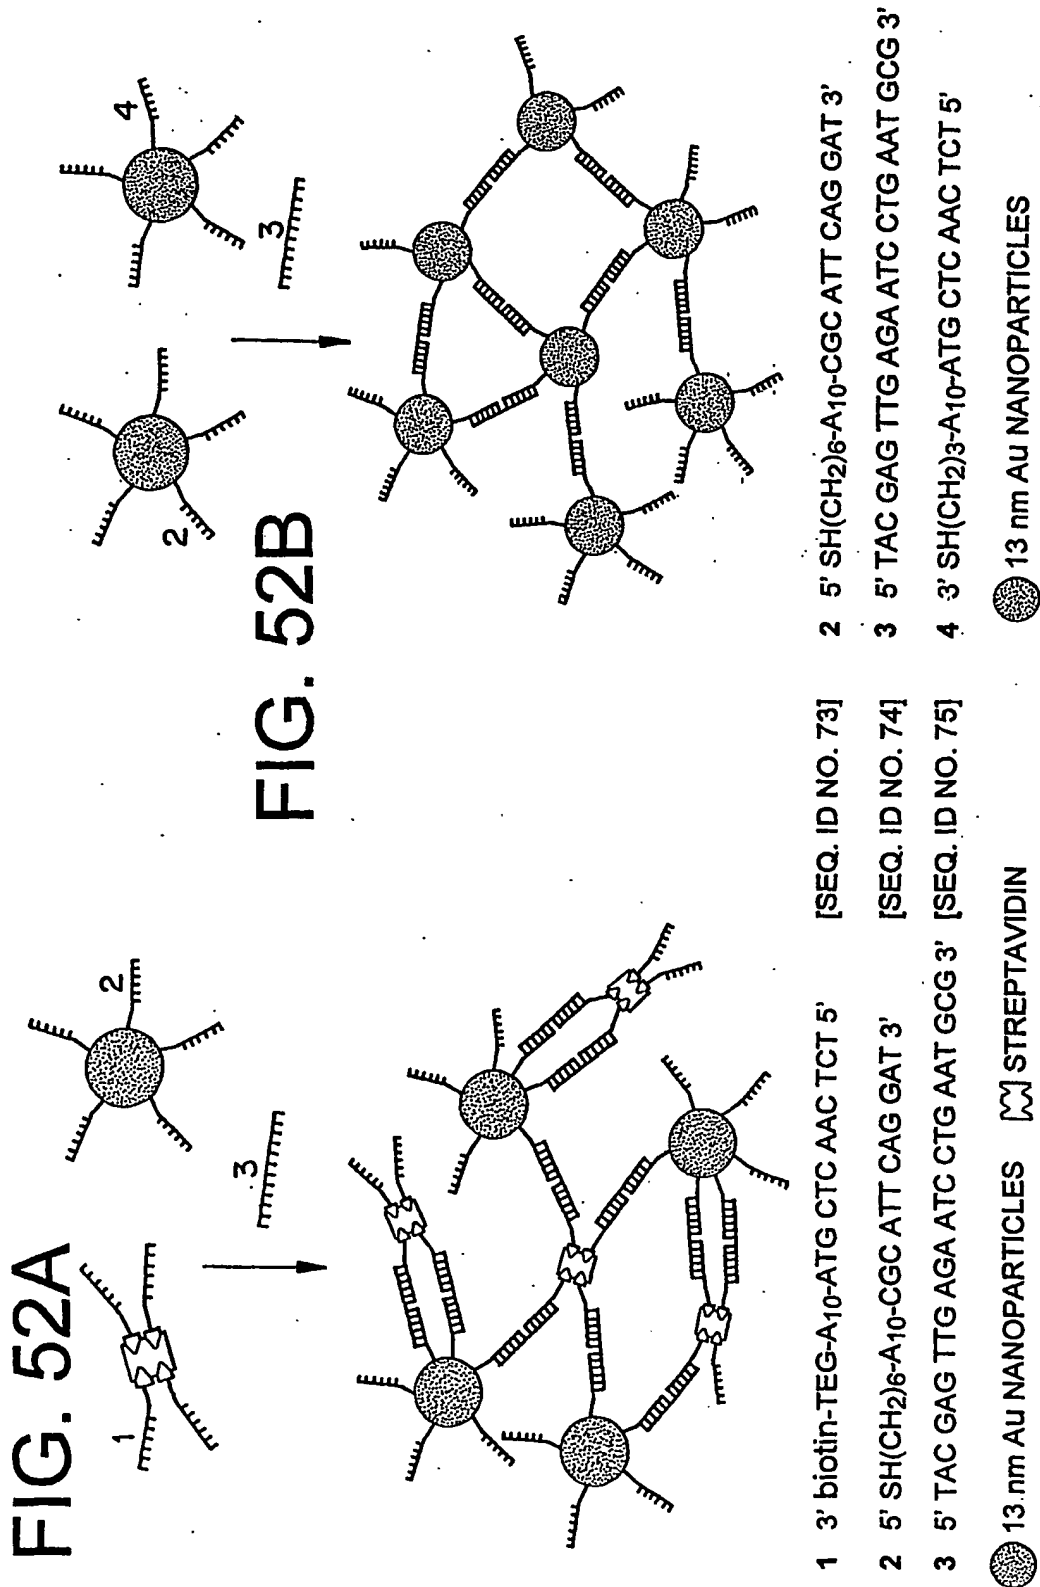 FIG. 52A
1
2
3
1 3' biotin-TEG-A10-ATG CTC AAC TCT 5' [SEQ. ID NO. 73]
2 5' SH(CH2)6-A10-CGC ATT CAG GAT 3' [SEQ. ID NO. 74]
3 5' TAC GAG TTG AGA ATC CTG AAT GCG 3' [SEQ. ID NO. 75]
13 nm Au NANOPARTICLES STREPTAVIDIN
FIG. 52B
2
4
3
2 5' SH(CH2)6-A10-CGC ATT CAG GAT 3'
3 5' TAC GAG TTG AGA ATC CTG AAT GCG 3'
4 3' SH(CH2)3-A10-ATG CTC AAC TCT 5'
13 nm Au NANOPARTICLES